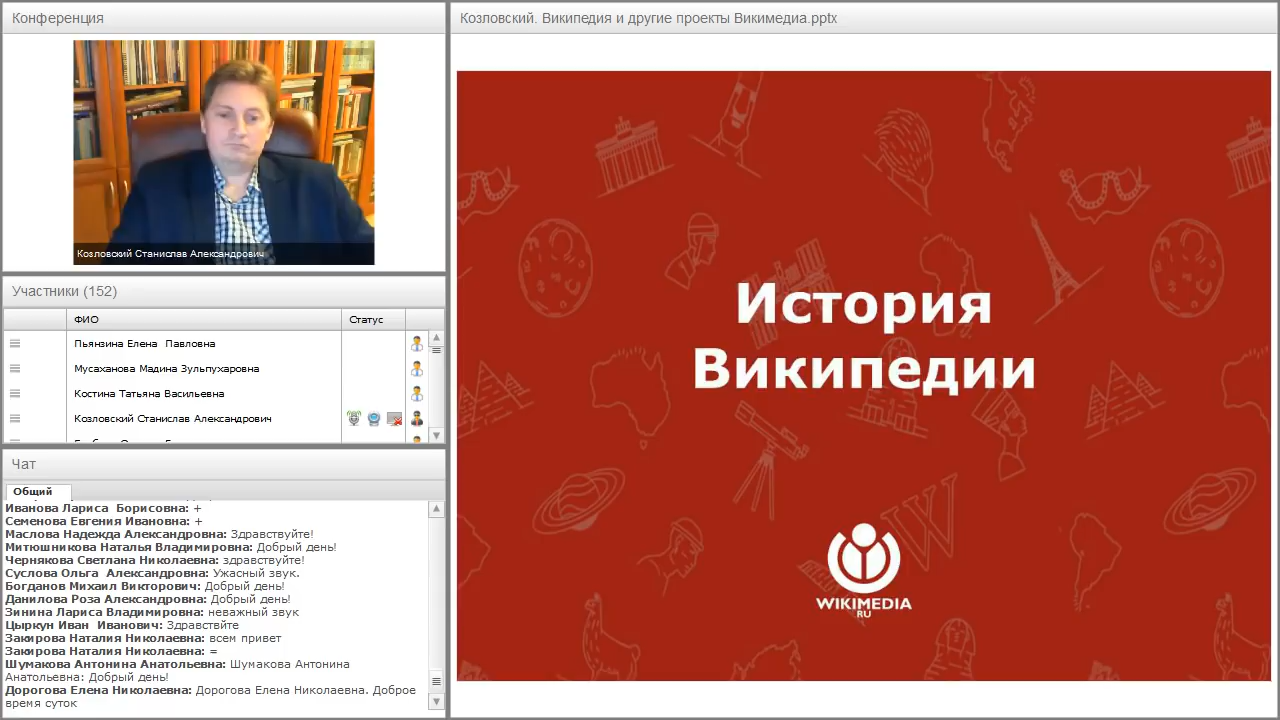 Конференция
Козловский Станислав Александрович
Участники (152)
ФИО
Статус
Пьянзина Елена Павловна
Мусаханова Мадина Зульпухаровна
Костина Татьяна Васильевна
Козловский Станислав Александрович
Чат
Общий
Иванова Лариса Борисовна: +
Семенова Евгения Ивановна: +
Маслова Надежда Александровна: Здравствуйте!
Митюшникова Наталья Владимировна: Добрый день!
Чернякова Светлана Николаевна: здравствуйте!
Суслова Ольга Александровна: Ужасный звук.
Богданов Михаил Викторович: Добрый день!
Данилова Роза Александровна: Добрый день!
Зинина Лариса Владимировна: неважный звук
Цыркун Иван Иванович: Здравствйте
Закирова Наталия Николаевна: всем привет
Закирова Наталия Николаевна: =
Шумакова Антонина Анатольевна: Шумакова Антонина
Анатольевна: Добрый день!
Дорогова Елена Николаевна: Дорогова Елена Николаевна. Доброе
время суток
Козловский. Википедия и другие проекты Викимедиа.pptx
История
Википедии
W
WIKIMEDIA
RU